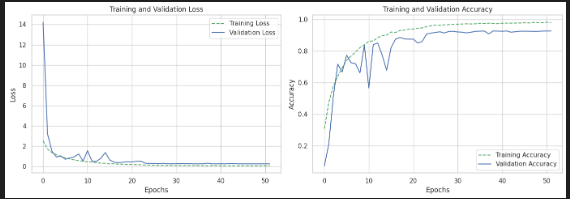 Training and Validation Loss
14
12
10
8
6
4
2
0
Loss
Training Loss
Validation Loss
0 10 20 30 40 50
Epochs
Training and Validation Accuracy
1.0
0.8
0.6
0.4
0.2
Accuracy
Training Accuracy
Validation Accuracy
0 10 20 30 40 50
Epochs